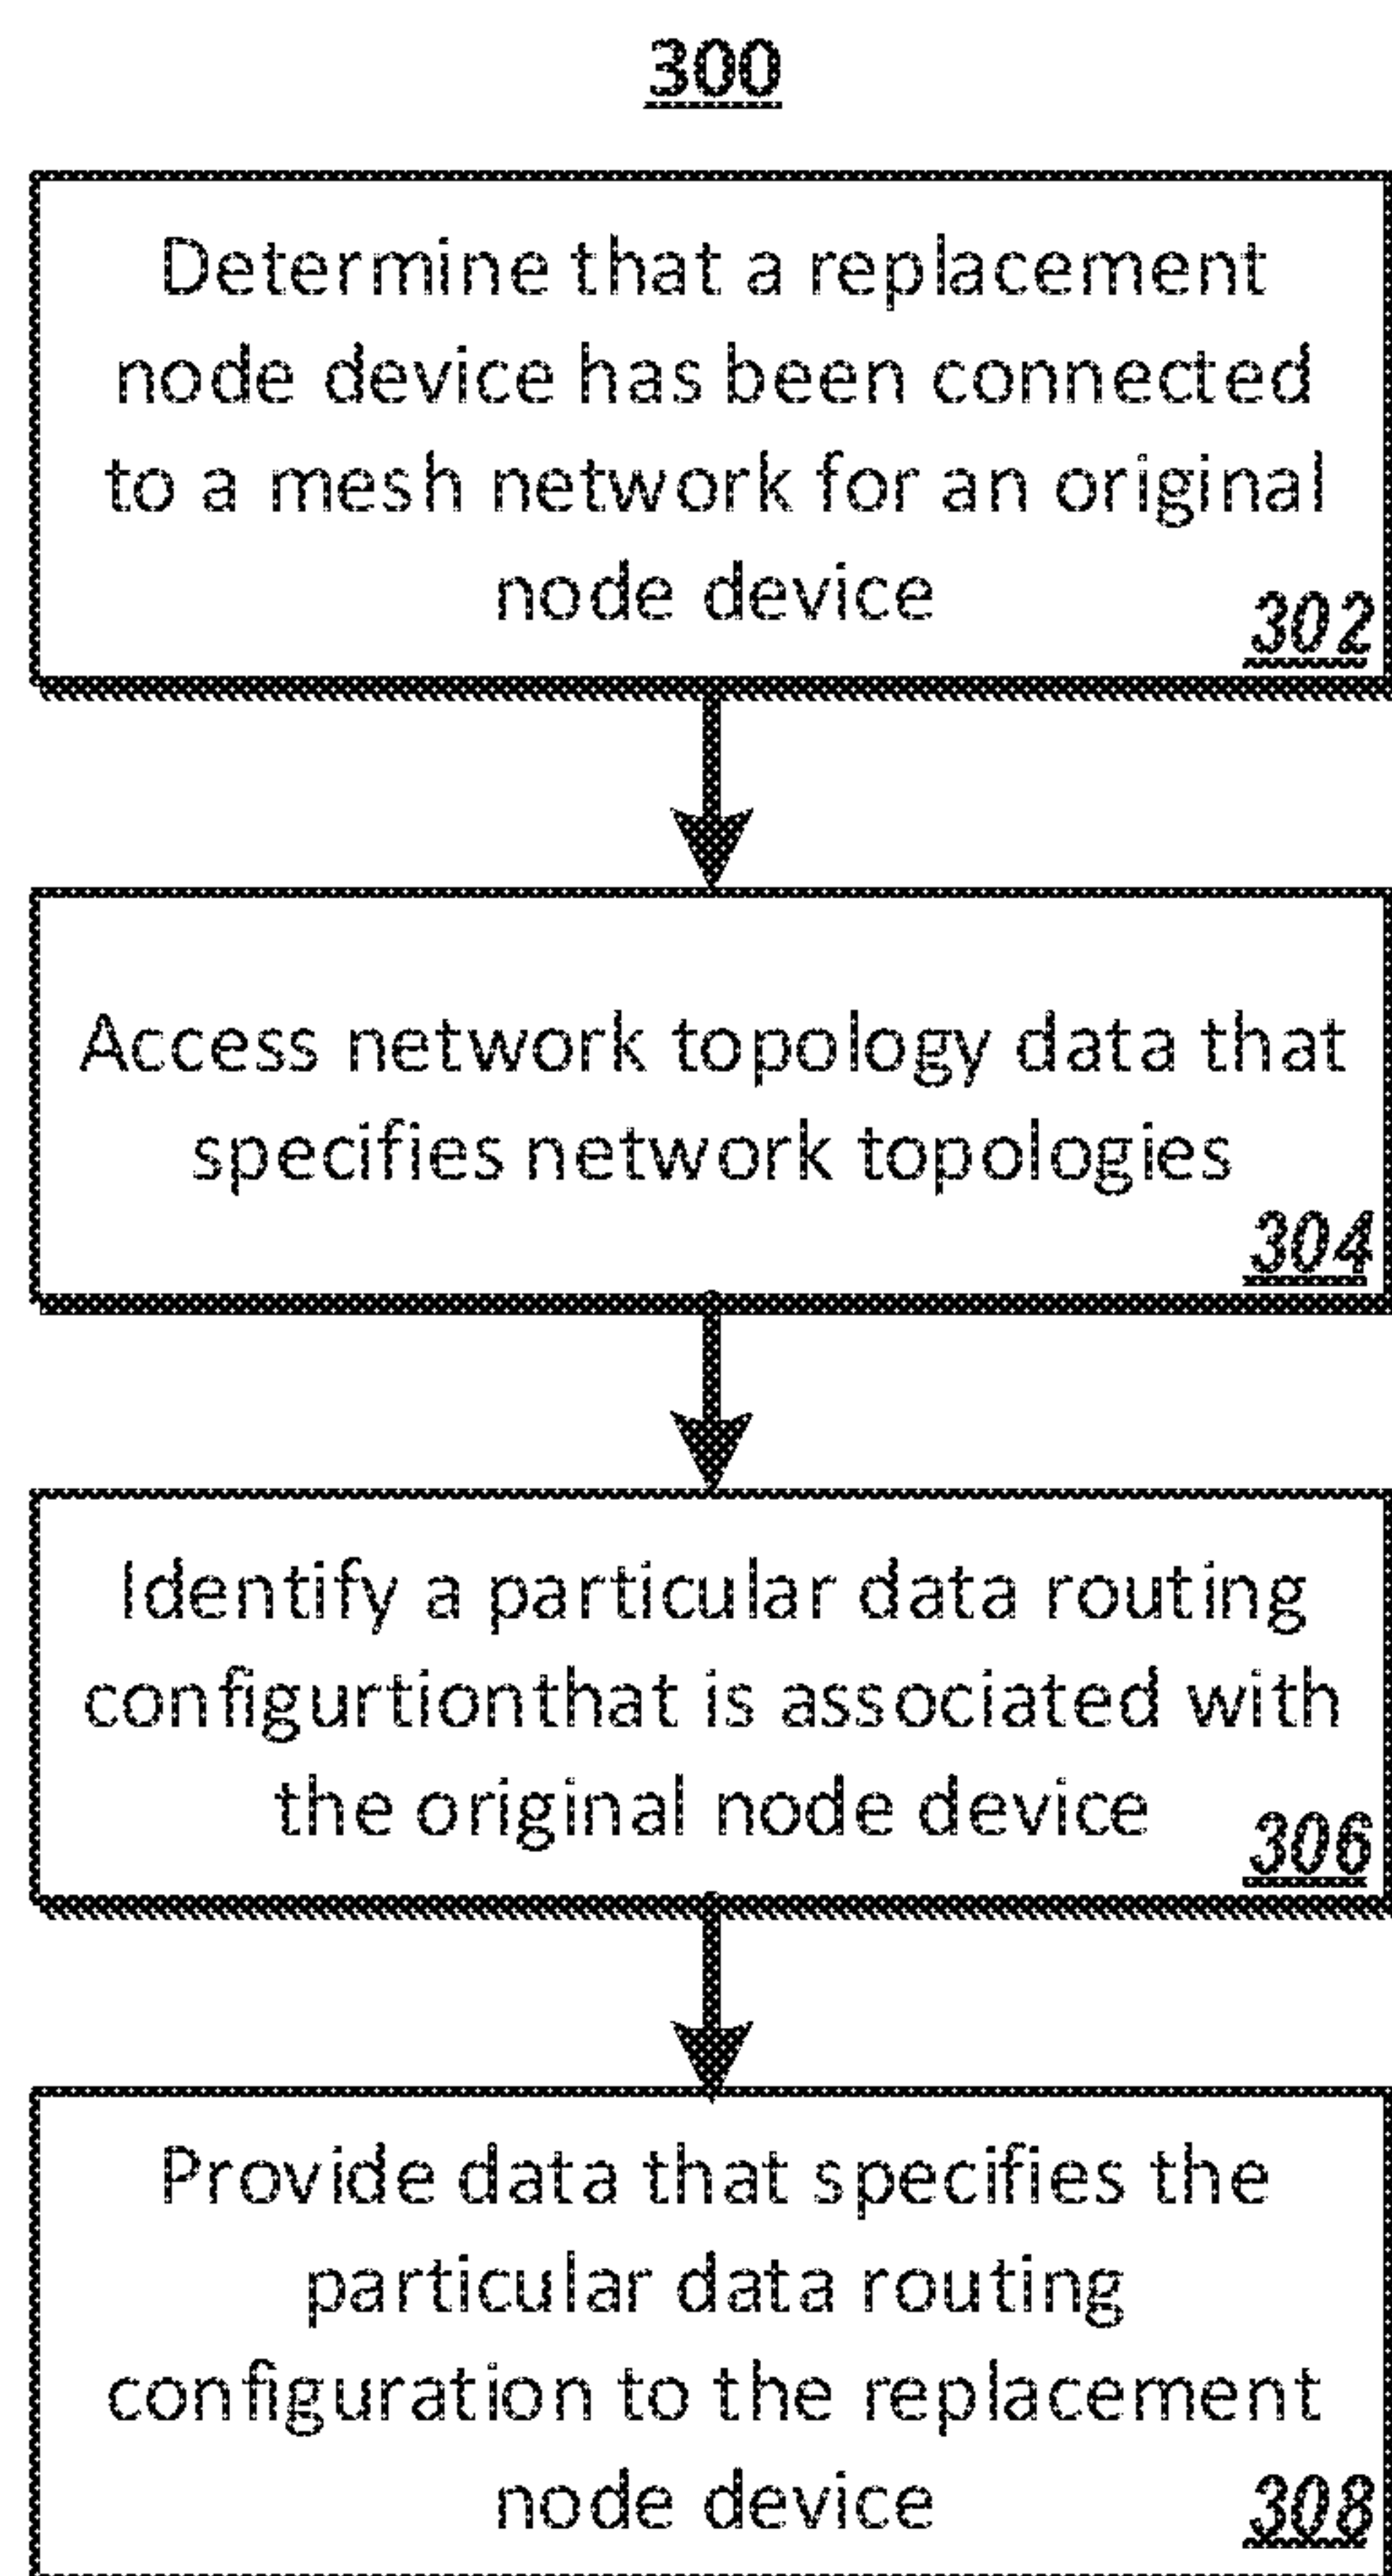 300
Determine that a replacement
node device has been connected
to a mesh network for an original
node device
302
Access network topology data that
specifies network topologies
304
Identify a particular data routing
configurtionthat is associated with
the original node device
306
Provide data that specifies the
particular data routing
configuration to the replacement
node device
308